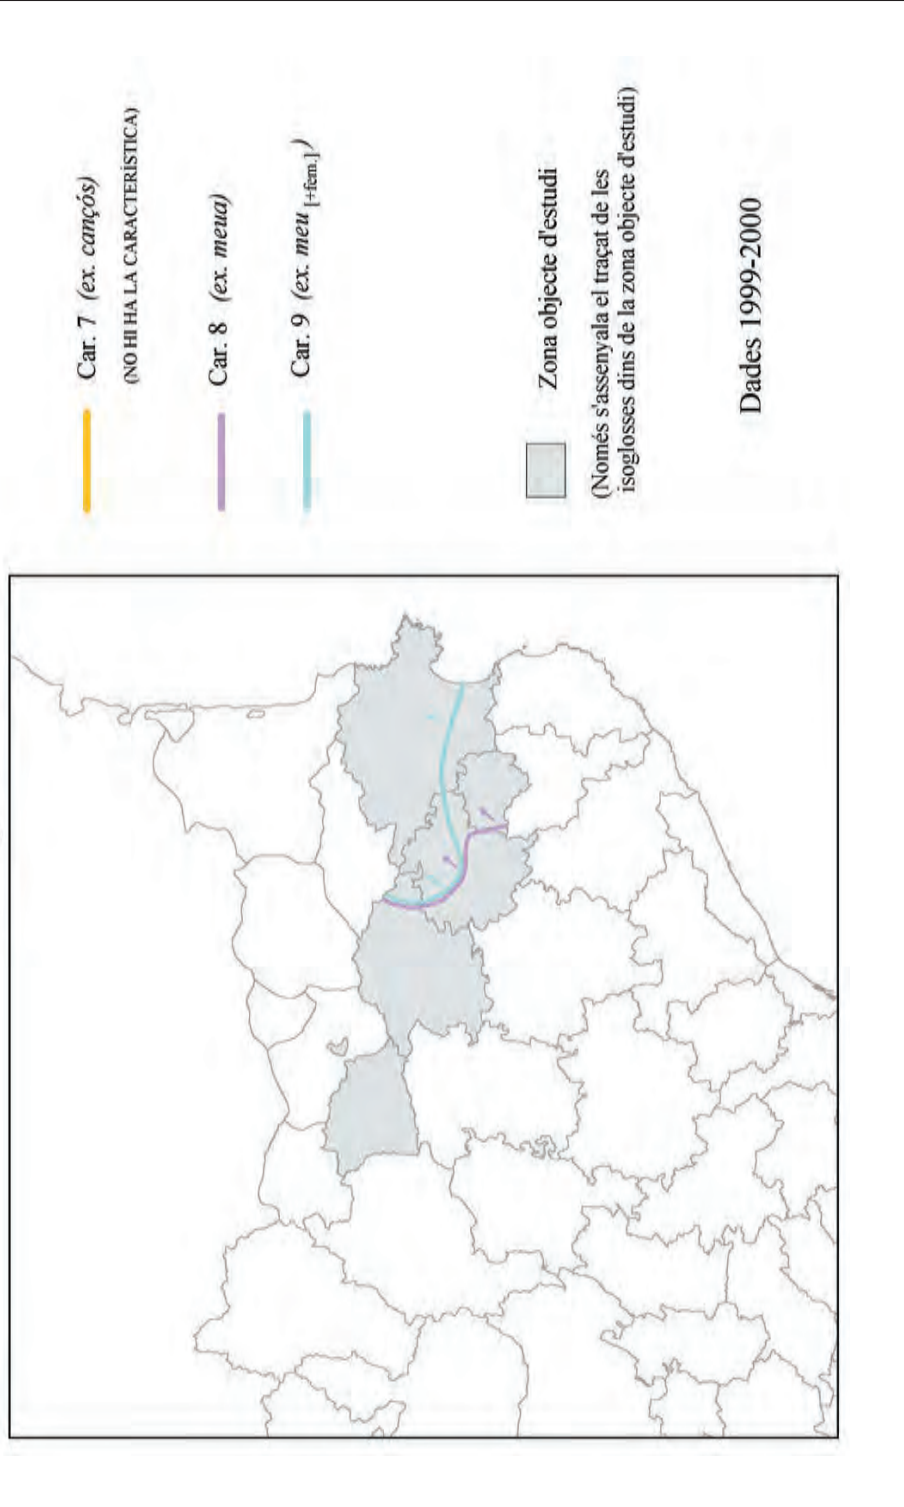 Car. 7 (ex. cançós)
(NO HI HA LA CARACTERÍSTICA)
Car. 8 (ex. meua)
Car. 9 (ex. meu [+fem.])
Zona objecte d'estudi
(Només s'assenyala el traçat de les
isoglosses dins de la zona objecte d'estudi)
Dades 1999-2000